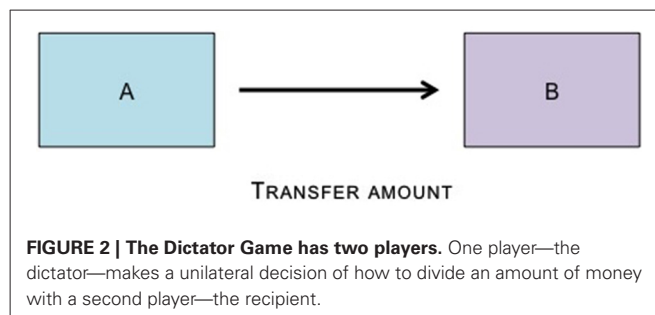 A
B
TRANSFER AMOUNT
FIGURE 2 | The Dictator Game has two players. One player—the
dictator—makes a unilateral decision of how to divide an amount of money
with a second player—the recipient.